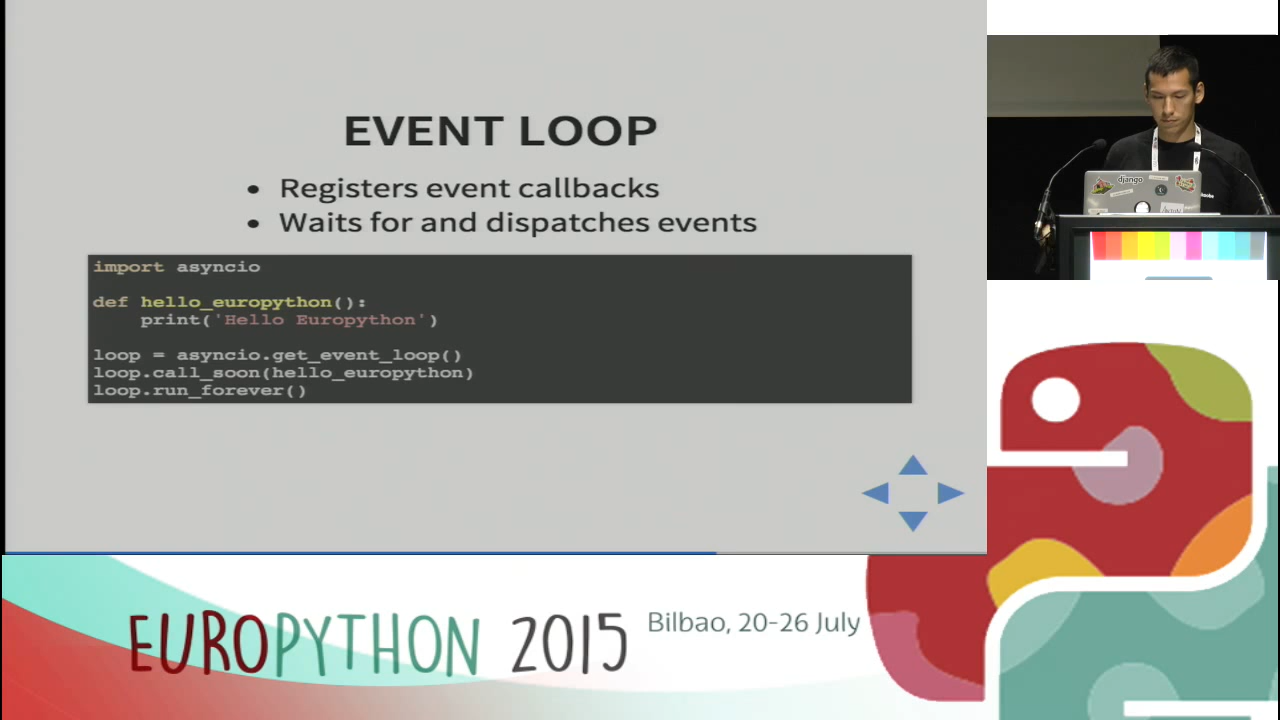 EVENT LOOP
• Registers event callbacks
• Waits for and dispatches events
import asyncio
def hello_europython():
    print('Hello Europython')
loop = asyncio.get_event_loop()
loop.call_soon(hello_europython)
loop.run_forever()
django
EUROPYTHON 2015
Bilbao, 20-26 July